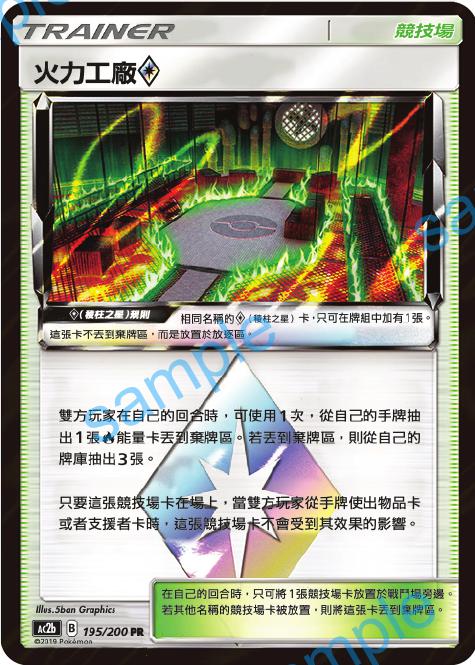 TRAINER
競技場
火力工廠◇
◇(稜柱之星)規則 相同名稱的◇(稜柱之星)卡,只可在牌組中加有1張。
這張卡不丟到棄牌區,而是放置於放逐區。
雙方玩家在自己的回合時,可使用1次,從自己的手牌抽
出1張能量卡丟到棄牌區。若丟到棄牌區,則從自己的
牌庫抽出3張。
只要這張競技場卡在場上,當雙方玩家從手牌使出物品卡
或者支援者卡時,這張競技場卡不會受到其效果的影響。
在自己的回合時,只可將1張競技場卡放置於戰鬥場旁邊。
若其他名稱的競技場卡被放置,則將這張卡丟到棄牌區。
Illus.5ban Graphics
AC2b B 195/200 PR
©2019 Pokémon
sample
sample